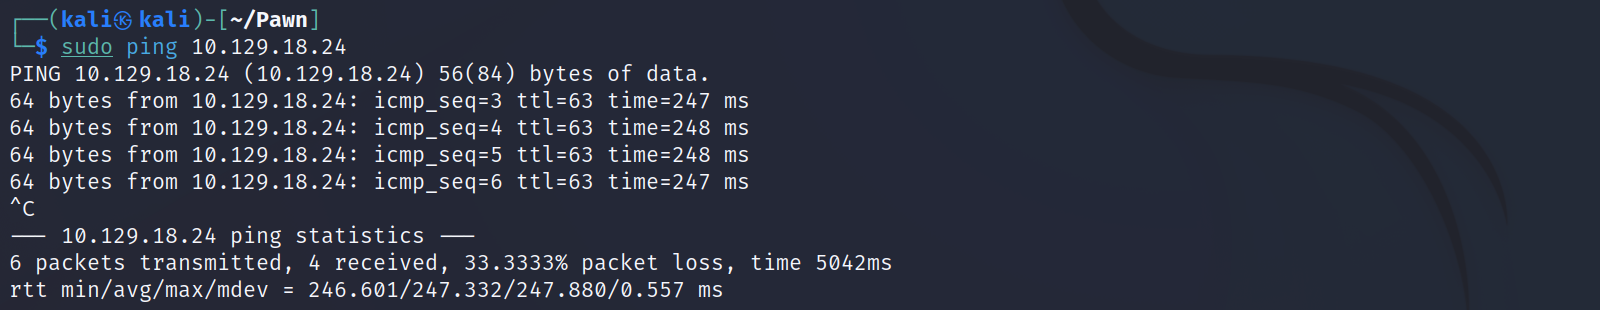 ┌──(kali㉿kali)-[~/Pawn]
└─$ sudo ping 10.129.18.24
PING 10.129.18.24 (10.129.18.24) 56(84) bytes of data.
64 bytes from 10.129.18.24: icmp_seq=3 ttl=63 time=247 ms
64 bytes from 10.129.18.24: icmp_seq=4 ttl=63 time=248 ms
64 bytes from 10.129.18.24: icmp_seq=5 ttl=63 time=248 ms
64 bytes from 10.129.18.24: icmp_seq=6 ttl=63 time=247 ms
^C
--- 10.129.18.24 ping statistics ---
6 packets transmitted, 4 received, 33.3333% packet loss, time 5042ms
rtt min/avg/max/mdev = 246.601/247.332/247.880/0.557 ms